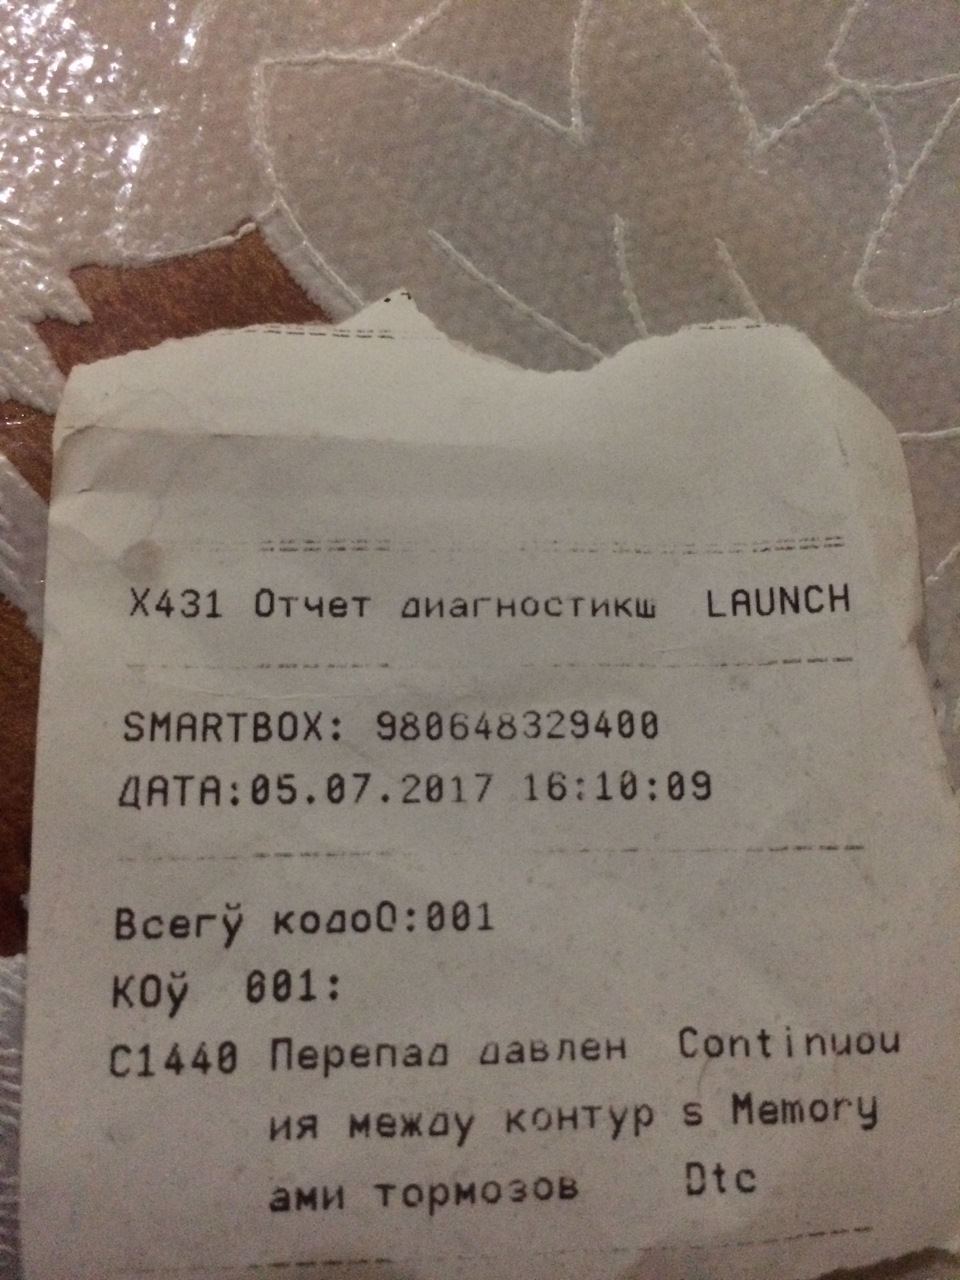 X431 Отчет диагностикш LAUNCH
SMARTBOX: 980648329400
ДАТА:05.07.2017 16:10:09
Всегў кодо0:001
КОў 001:
C1440 Перепад давлен Continuou
ия между контур s Memory
ами тормозов Dtc